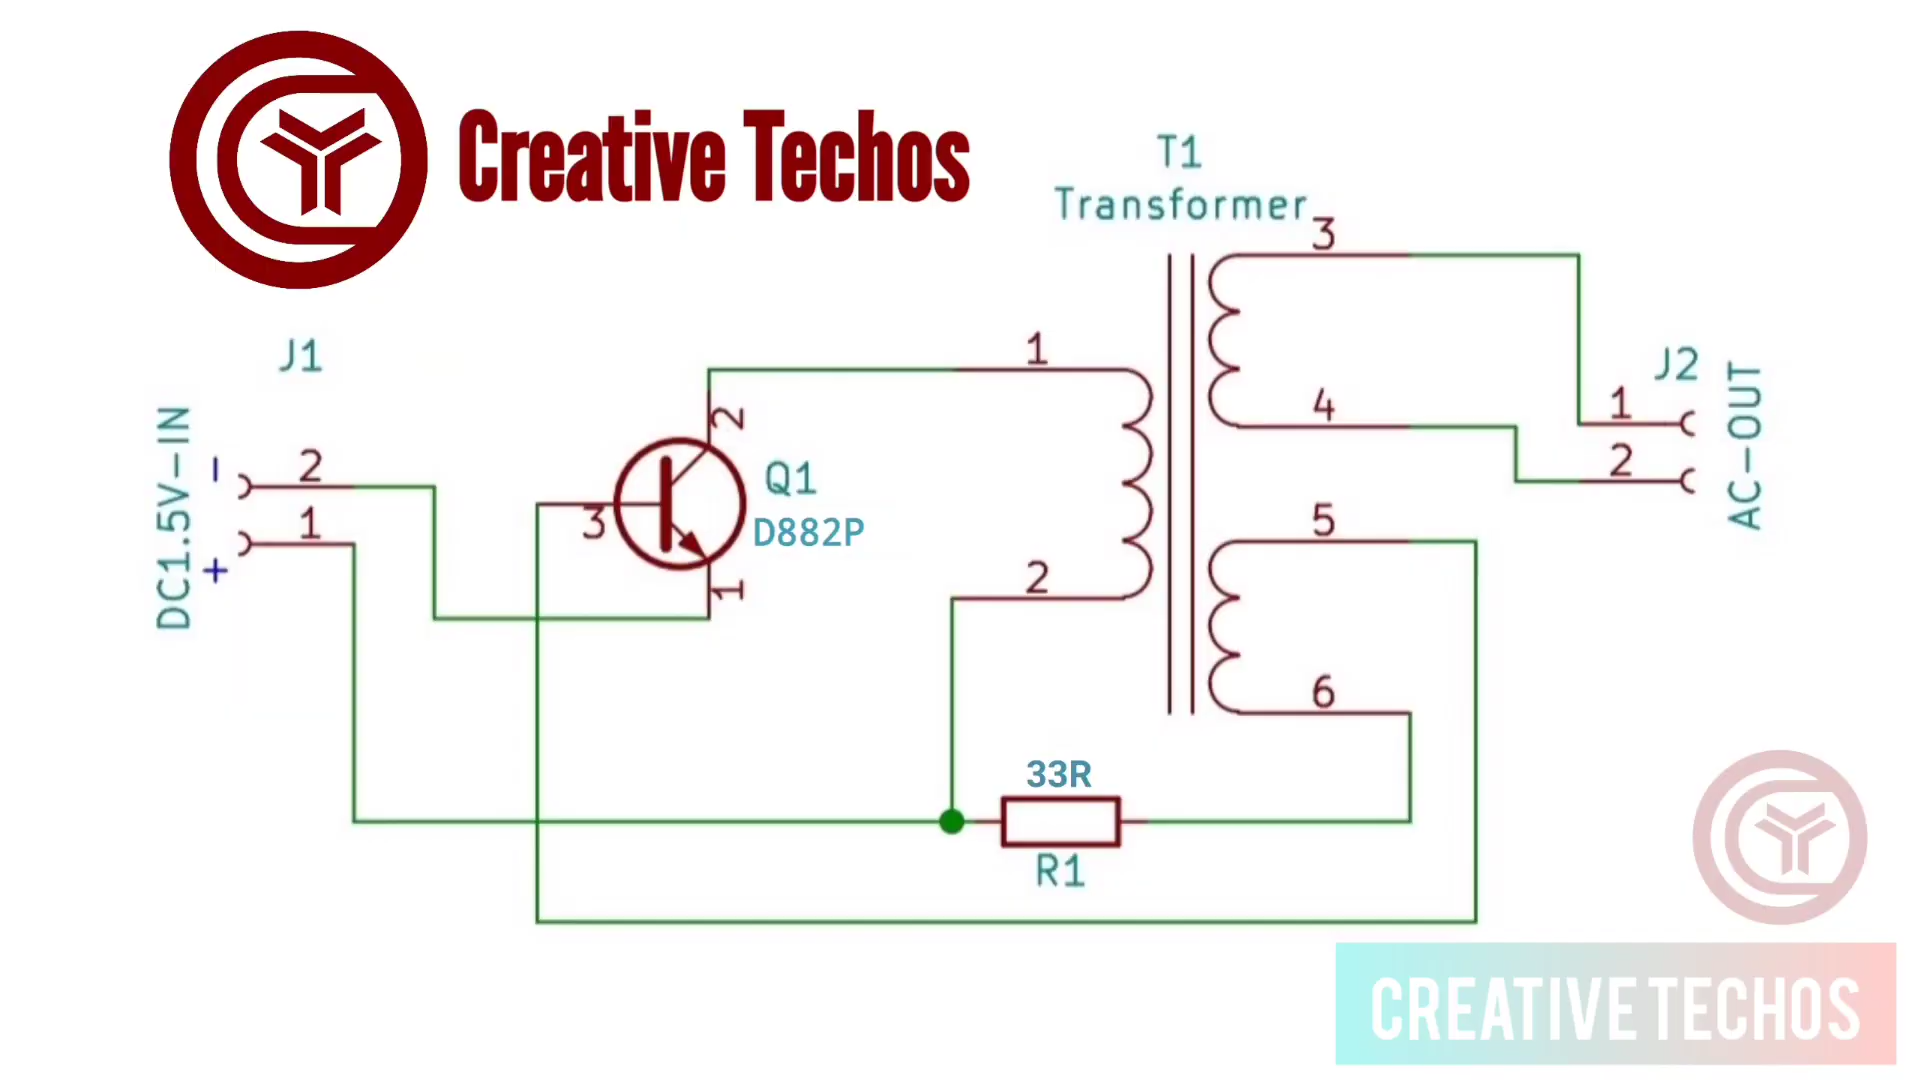 Creative Techos
T1
Transformer
3
J1
1
J2
DC1.5V-IN
-
2
1
+
2
3
Q1
D882P
1
2
4
1
2
AC-OUT
5
6
33R
R1
CREATIVE TECHOS